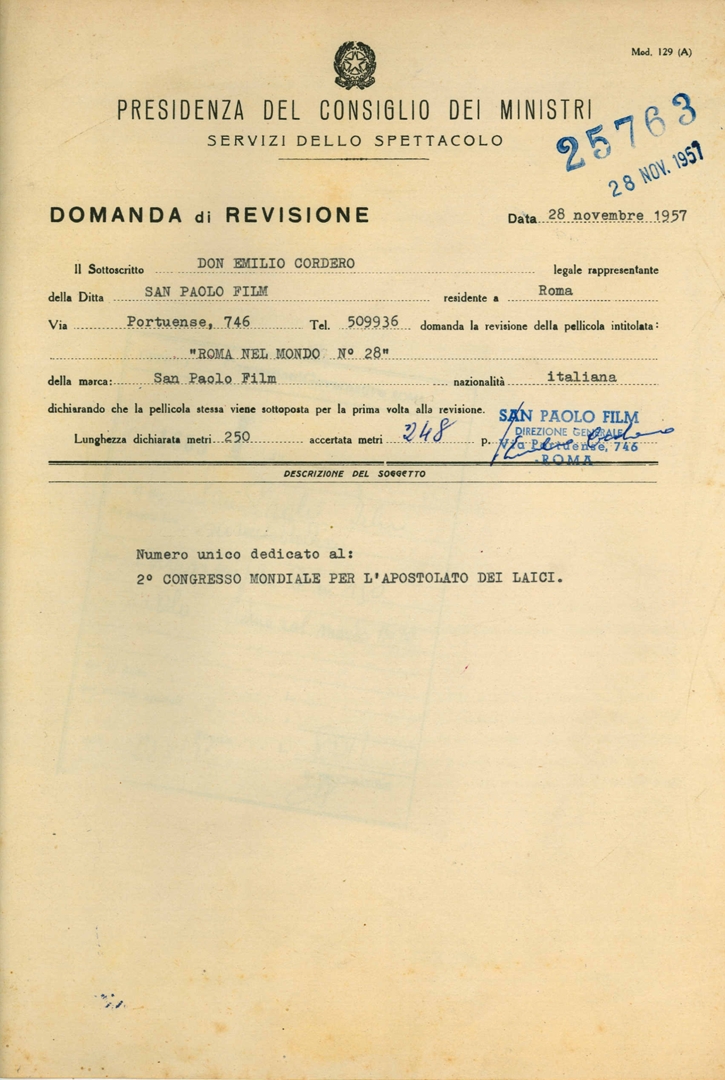 Mod. 129 (A)
PRESIDENZA DEL CONSIGLIO DEI MINISTRI
SERVIZI DELLO SPETTACOLO
25763
28 NOV. 1957
DOMANDA di REVISIONE
Data 28 novembre 1957
Il Sottoscritto DON EMILIO CORDERO legale rappresentante
della Ditta SAN PAOLO FILM residente a Roma
Via Portuense, 746 Tel. 509936 domanda la revisione della pellicola intitolata:
"ROMA NEL MONDO N° 28"
della marca: San Paolo Film nazionalità italiana
dichiarando che la pellicola stessa viene sottoposta per la prima volta alla revisione.
Lunghezza dichiarata metri 250 accertata metri 248 p.
SAN PAOLO FILM
DIREZIONE GENERALE
Via Portuense, 746
ROMA
DESCRIZIONE DEL SOGGETTO
Numero unico dedicato al:
2° CONGRESSO MONDIALE PER L'APOSTOLATO DEI LAICI.